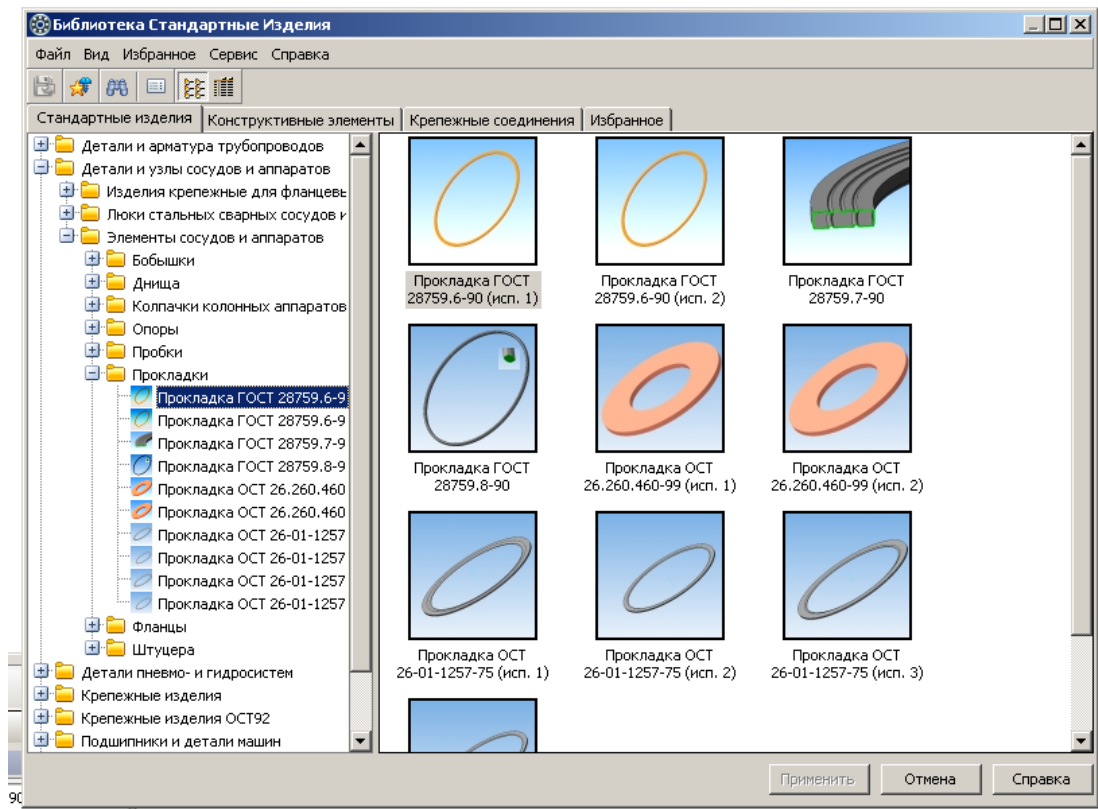 Библиотека Стандартные Изделия
Файл Вид Избранное Сервис Справка
Стандартные изделия Конструктивные элементы Крепежные соединения Избранное
Детали и арматура трубопроводов
Детали и узлы сосудов и аппаратов
Изделия крепежные для фланцев
Люки стальных сварных сосудов и
Элементы сосудов и аппаратов
Бобышки
Днища
Колпачки колонных аппаратов
Опоры
Пробки
Прокладки
Прокладка ГОСТ 28759.6-9
Прокладка ГОСТ 28759.6-9
Прокладка ГОСТ 28759.7-9
Прокладка ГОСТ 28759.8-9
Прокладка ОСТ 26.260.460
Прокладка ОСТ 26.260.460
Прокладка ОСТ 26-01-1257
Прокладка ОСТ 26-01-1257
Прокладка ОСТ 26-01-1257
Прокладка ОСТ 26-01-1257
Фланцы
Штуцера
Детали пневмо- и гидросистем
Крепежные изделия
Крепежные изделия ОСТ92
Подшипники и детали машин
Прокладка ГОСТ
28759.6-90 (исп. 1)
Прокладка ГОСТ
28759.6-90 (исп. 2)
Прокладка ГОСТ
28759.7-90
Прокладка ГОСТ
28759.8-90
Прокладка ОСТ
26.260.460-99 (исп. 1)
Прокладка ОСТ
26.260.460-99 (исп. 2)
Прокладка ОСТ
26-01-1257-75 (исп. 1)
Прокладка ОСТ
26-01-1257-75 (исп. 2)
Прокладка ОСТ
26-01-1257-75 (исп. 3)
Применить Отмена Справка
90